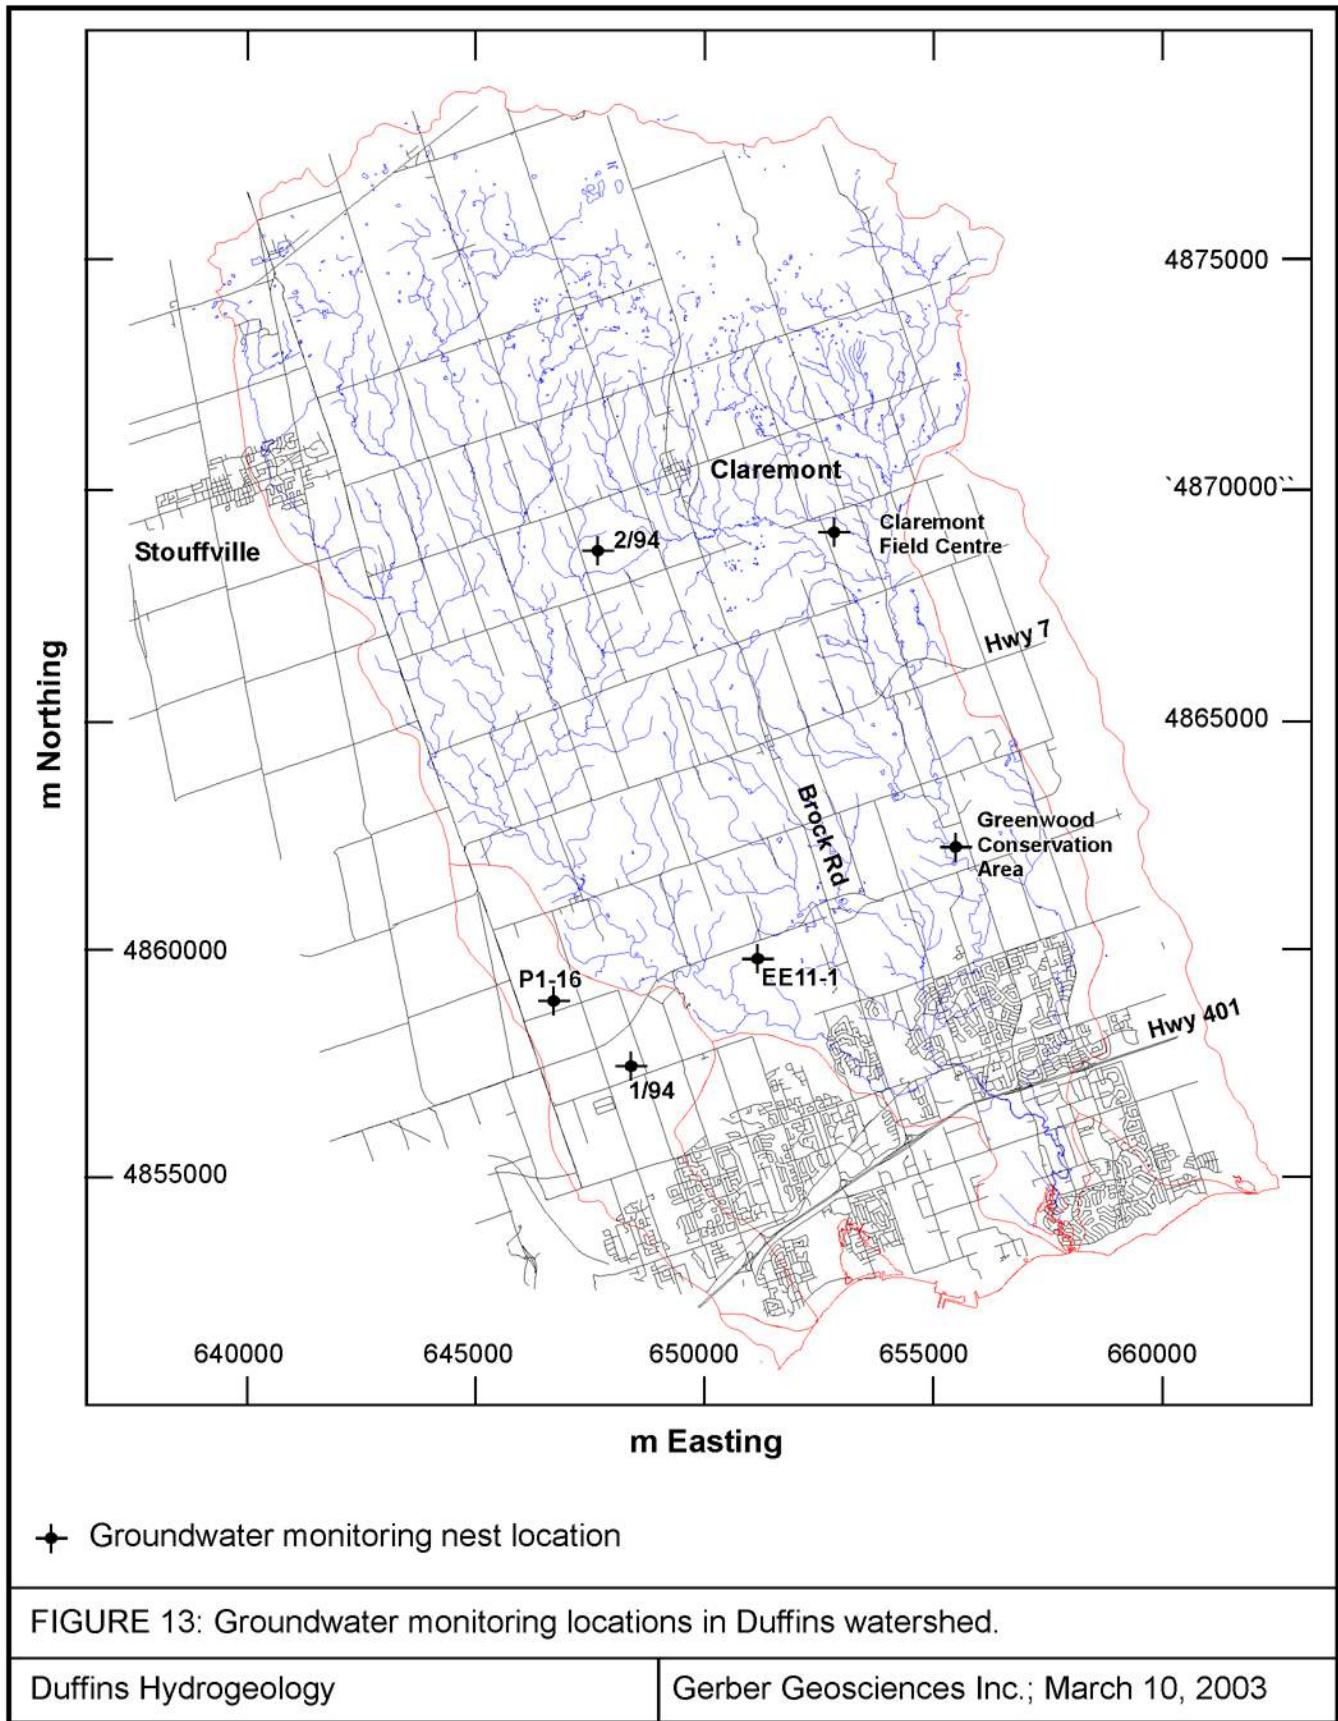 4875000
Claremont
`4870000``
Stouffville
2/94
Claremont
Field Centre
Hwy 7
m Northing
4865000
Brock Rd
Greenwood
Conservation
Area
4860000
P1-16
EE11-1
Hwy 401
1/94
4855000
640000
645000
650000
655000
660000
m Easting
Groundwater monitoring nest location
FIGURE 13: Groundwater monitoring locations in Duffins watershed.
Duffins Hydrogeology
Gerber Geosciences Inc.; March 10, 2003